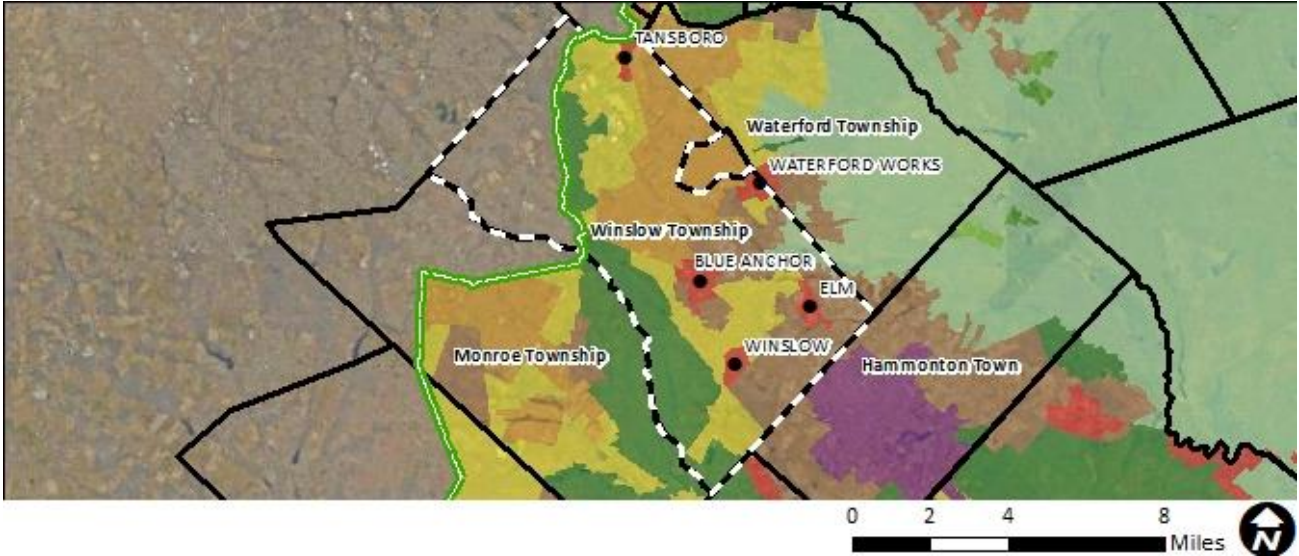 TANSBORO
Waterford Township
WATERFORD WORKS
Winslow Township
BLUE ANCHOR
ELM
WINSLOW
Monroe Township
Hammonton Town
0 2 4 8
Miles
N